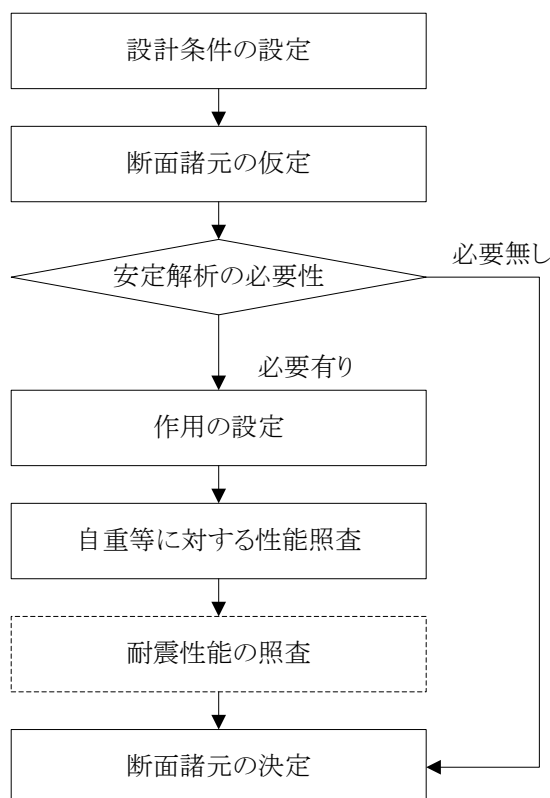 設計条件の設定
断面諸元の仮定
安定解析の必要性
必要無し
必要有り
作用の設定
自重等に対する性能照査
耐震性能の照査
断面諸元の決定